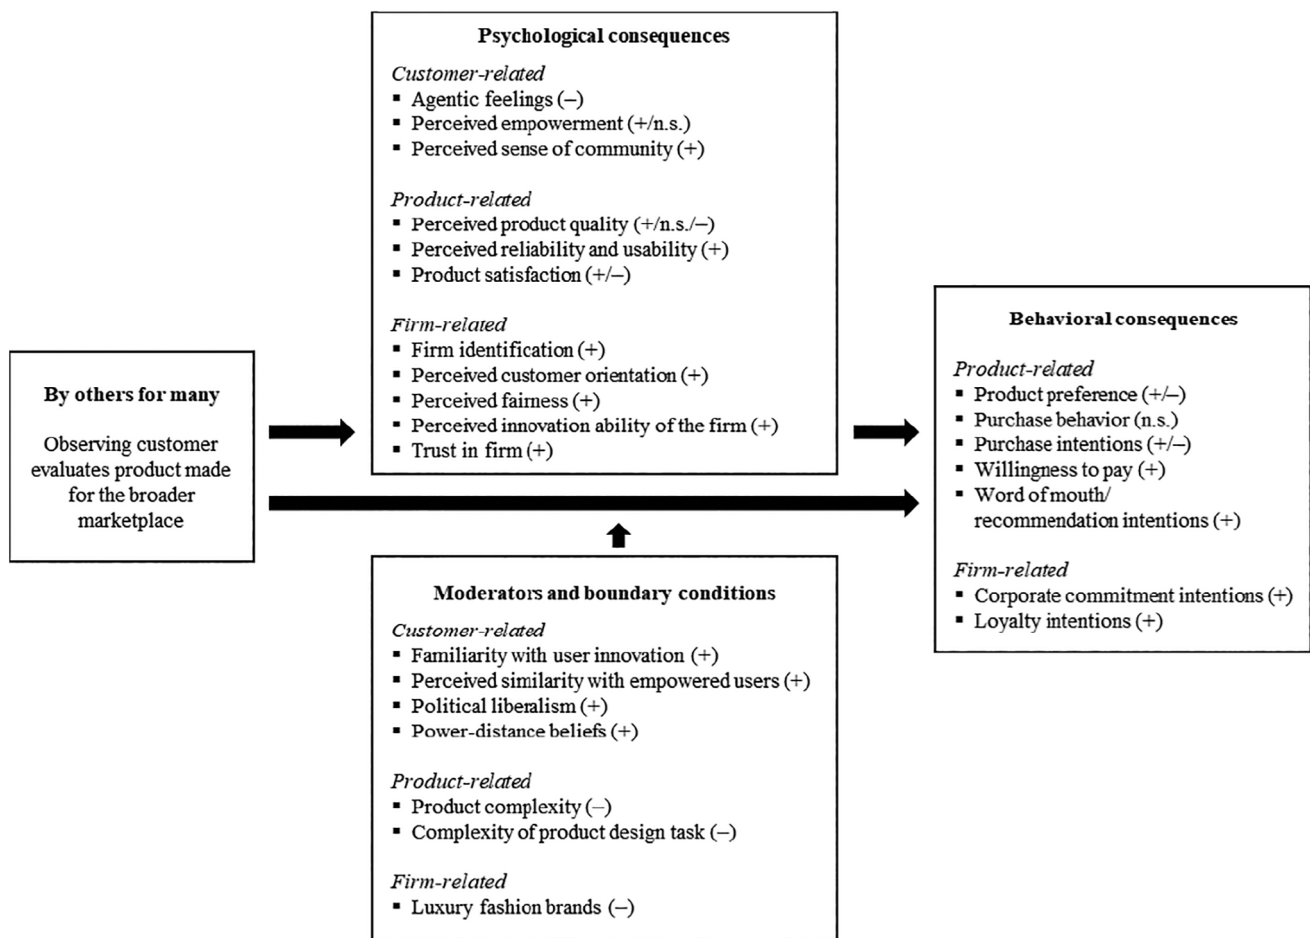 By others for many
Observing customer
evaluates product made
for the broader
marketplace
Psychological consequences
Customer-related
▪ Agentic feelings (–)
▪ Perceived empowerment (+/n.s.)
▪ Perceived sense of community (+)
Product-related
▪ Perceived product quality (+/n.s./–)
▪ Perceived reliability and usability (+)
▪ Product satisfaction (+/–)
Firm-related
▪ Firm identification (+)
▪ Perceived customer orientation (+)
▪ Perceived fairness (+)
▪ Perceived innovation ability of the firm (+)
▪ Trust in firm (+)
Moderators and boundary conditions
Customer-related
▪ Familiarity with user innovation (+)
▪ Perceived similarity with empowered users (+)
▪ Political liberalism (+)
▪ Power-distance beliefs (+)
Product-related
▪ Product complexity (–)
▪ Complexity of product design task (–)
Firm-related
▪ Luxury fashion brands (–)
Behavioral consequences
Product-related
▪ Product preference (+/–)
▪ Purchase behavior (n.s.)
▪ Purchase intentions (+/–)
▪ Willingness to pay (+)
▪ Word of mouth/
recommendation intentions (+)
Firm-related
▪ Corporate commitment intentions (+)
▪ Loyalty intentions (+)